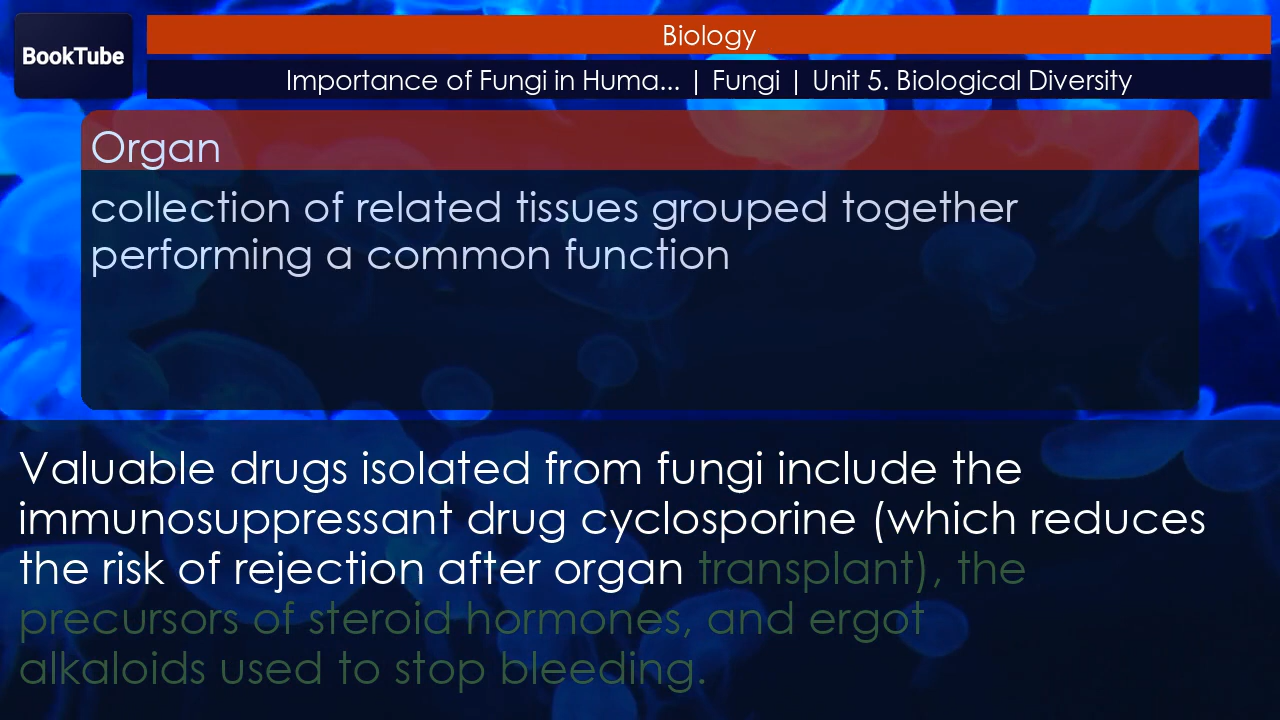 BookTube
Biology
Importance of Fungi in Huma... | Fungi | Unit 5. Biological Diversity
Organ
collection of related tissues grouped together
performing a common function
Valuable drugs isolated from fungi include the
immunosuppressant drug cyclosporine (which reduces
the risk of rejection after organ transplant), the
precursors of steroid hormones, and ergot
alkaloids used to stop bleeding.